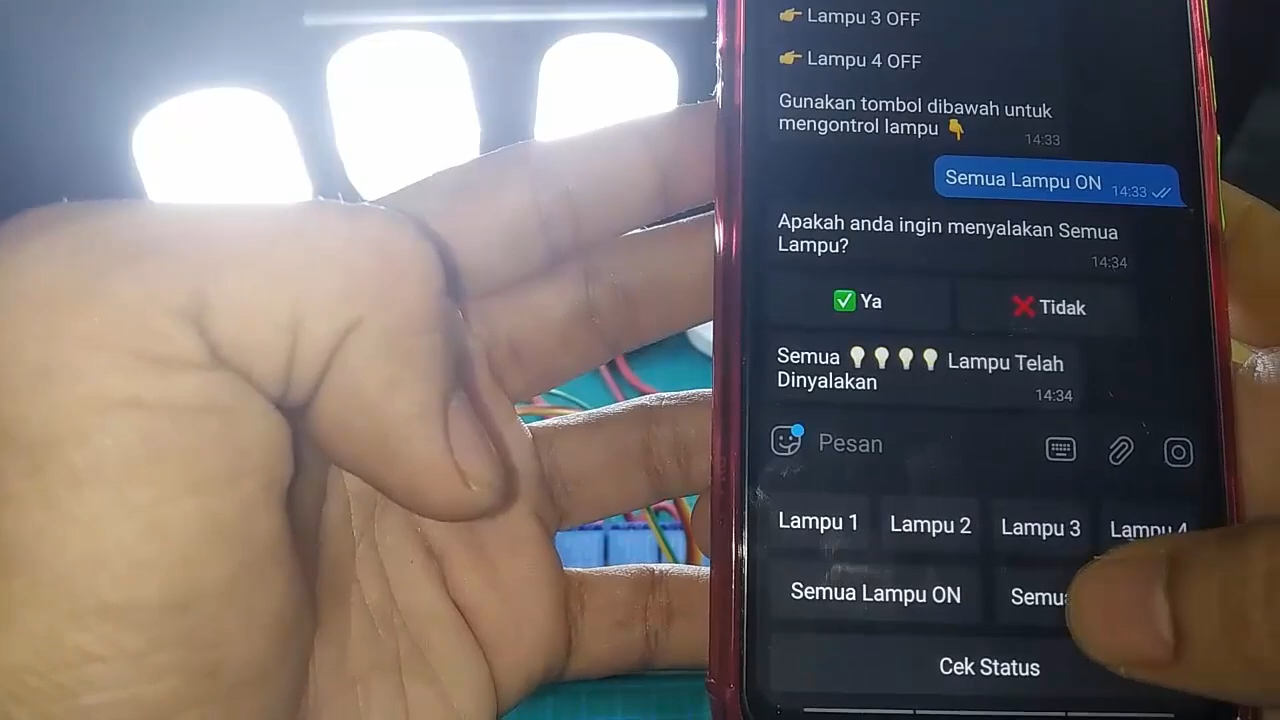 👉 Lampu 3 OFF
👉 Lampu 4 OFF
Gunakan tombol dibawah untuk
mengontrol lampu 👇 14:33
Semua Lampu ON 14:33
Apakah anda ingin menyalakan Semua
Lampu?
14:34
✅ Ya ❌ Tidak
Semua 💡💡💡💡 Lampu Telah
Dinyalakan
14:34
Pesan
Lampu 1 Lampu 2 Lampu 3 Lampu 4
Semua Lampu ON
Cek Status